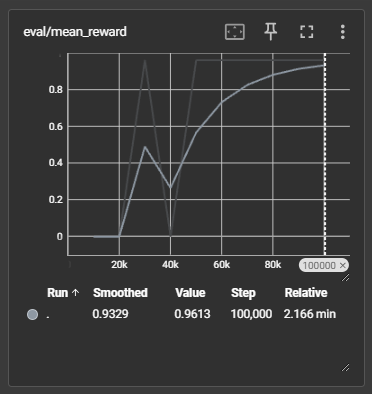 eval/mean_reward
0.8
0.6
0.4
0.2
0
20k 40k 60k 80k 100000 ×
Run ↑ Smoothed Value Step Relative
. 0.9329 0.9613 100,000 2.166 min